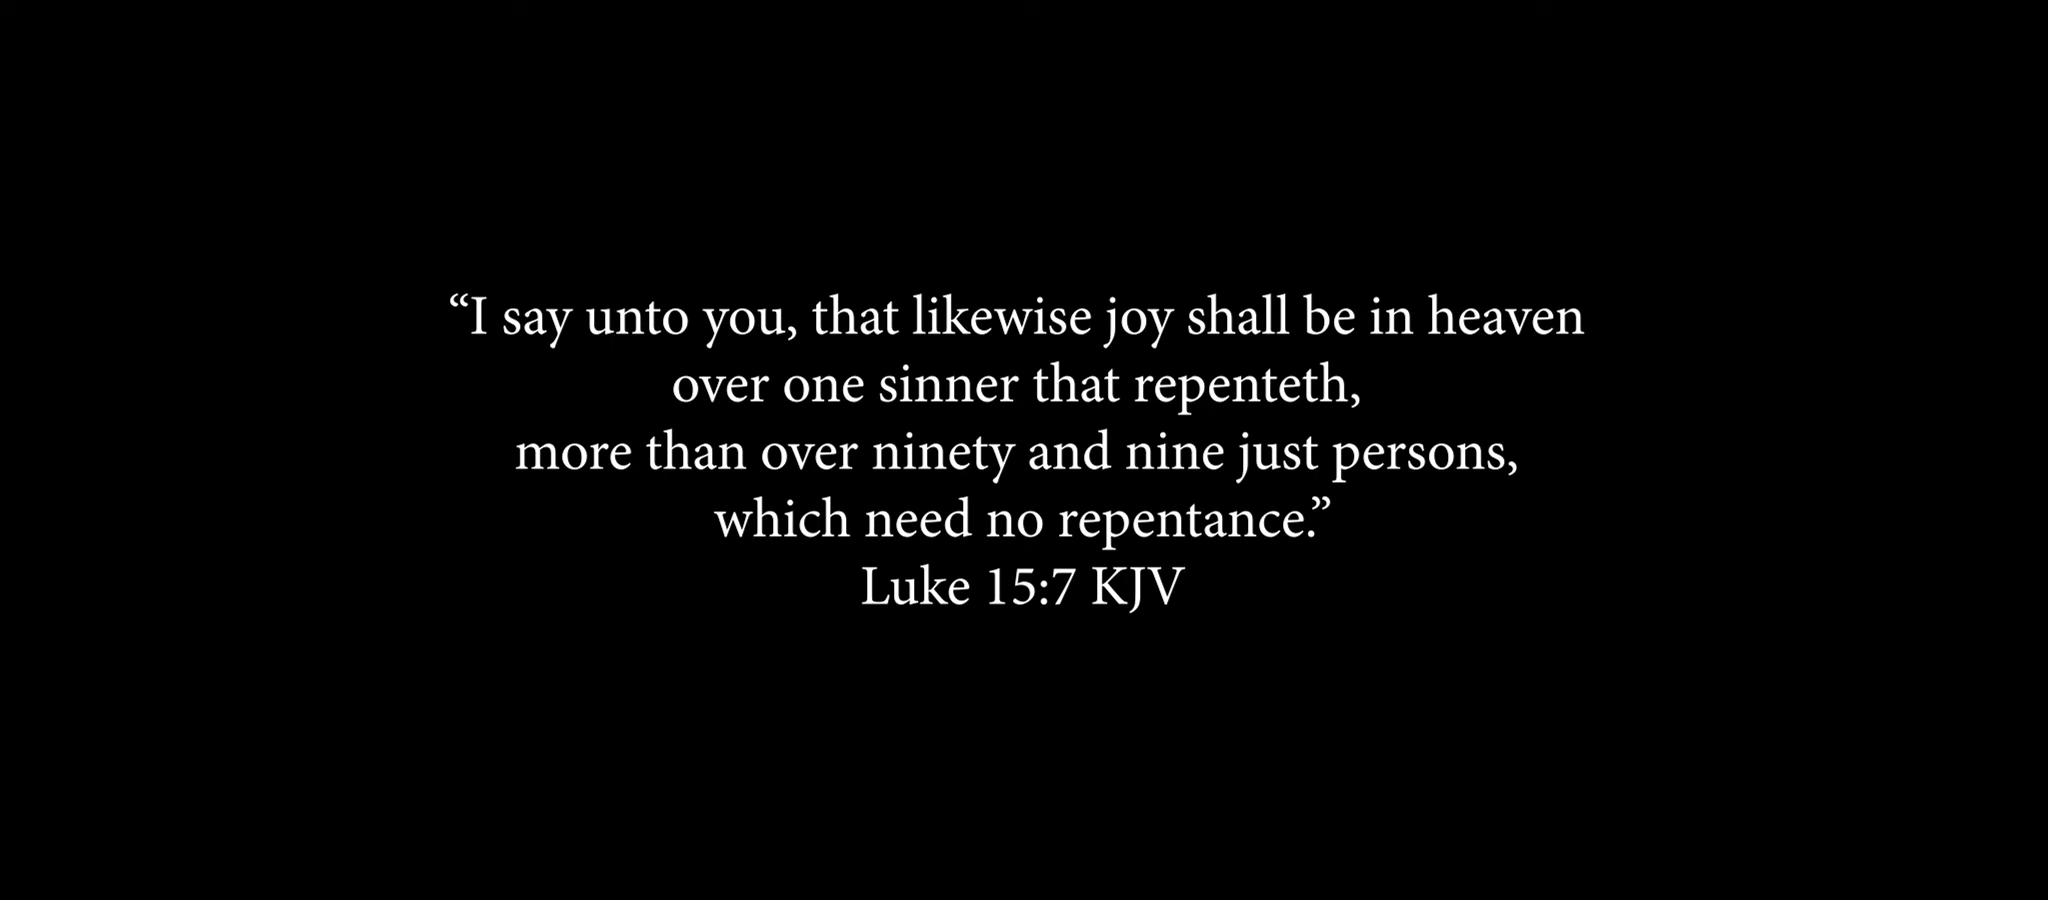 “I say unto you, that likewise joy shall be in heaven
over one sinner that repenteth,
more than over ninety and nine just persons,
which need no repentance.”
Luke 15:7 KJV